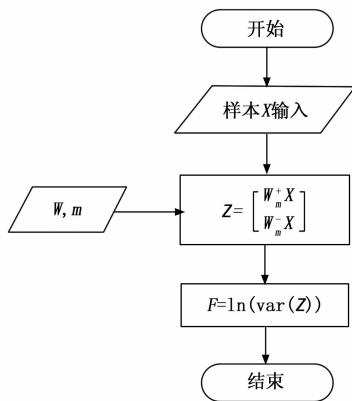 开始
样本X输入
W, m
Z= [W_m^+ X
W_m^- X]
F=ln(var(Z))
结束